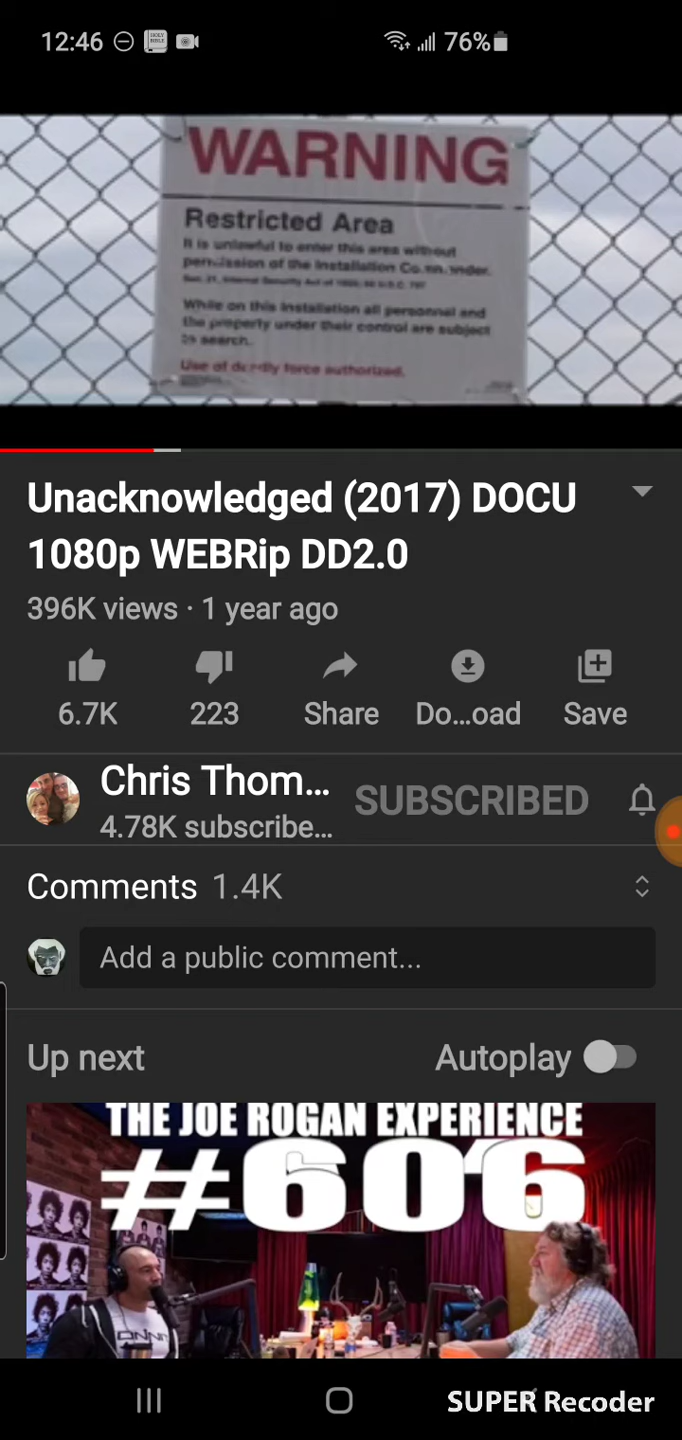 12:46 76%
HOLY
BIBLE
WARNING
Restricted Area
It is unlawful to enter this area without
permission of the Installation
While on this installation all personnel and
the property under their control are subject
to search.
Use of deadly force authorized.
Unacknowledged (2017) DOCU
1080p WEBRip DD2.0
396K views · 1 year ago
6.7K 223 Share Do...oad Save
Chris Thom... SUBSCRIBED
4.78K subscribe...
Comments 1.4K
Add a public comment...
Up next Autoplay
THE JOE ROGAN EXPERIENCE
#606
ONNIT
SUPER Recoder